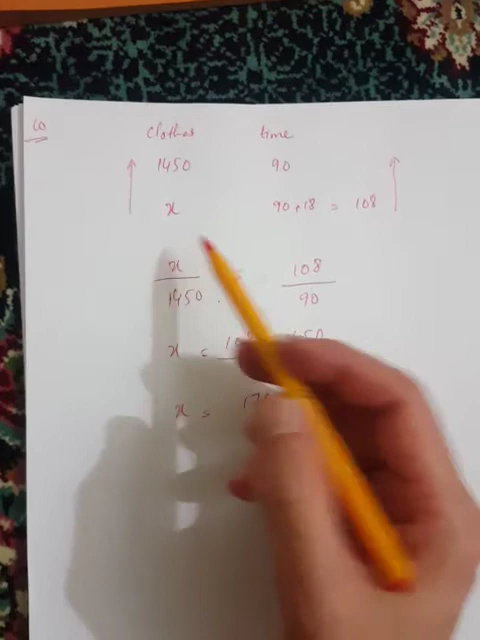 10
clothes time
1450 90
x 90+18 = 108
x/1450 = 108/90
x =
x =